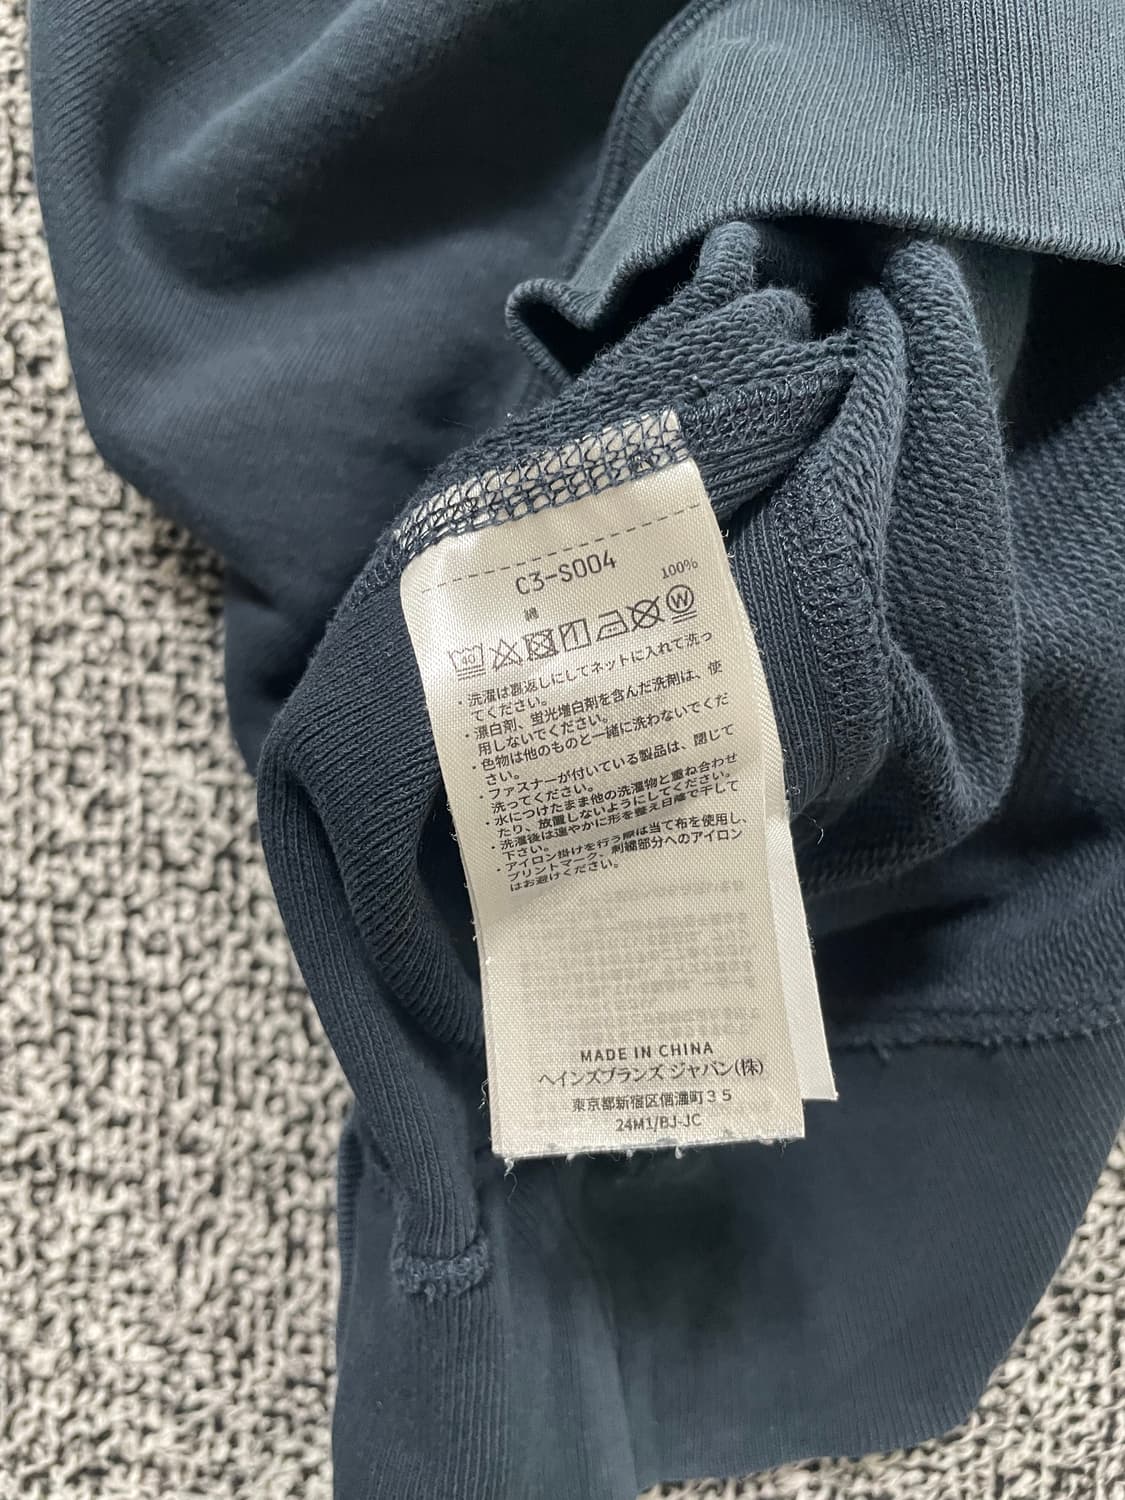 C3-S004
綿 100%
40 W
・洗濯は裏返しにしてネットに入れて洗っ
てください。
・漂白剤、蛍光増白剤を含んだ洗剤は、使
用しないでください。
・色物は他のものと一緒に洗わないでくだ
さい。
・ファスナーが付いている製品は、閉じて
洗ってください。
・水につけたまま他の洗濯物と重ね合わせ
たり、放置しないようにしてください。
・洗濯後は速やかに形を整え日陰で干して
下さい。
・アイロン掛けを行う際は当て布を使用し、
プリントマーク、刺繍部分へのアイロン
はお避けください。
MADE IN CHINA
ヘインズブランズ ジャパン(株)
東京都新宿区箇町35
24M1/BJ-JC